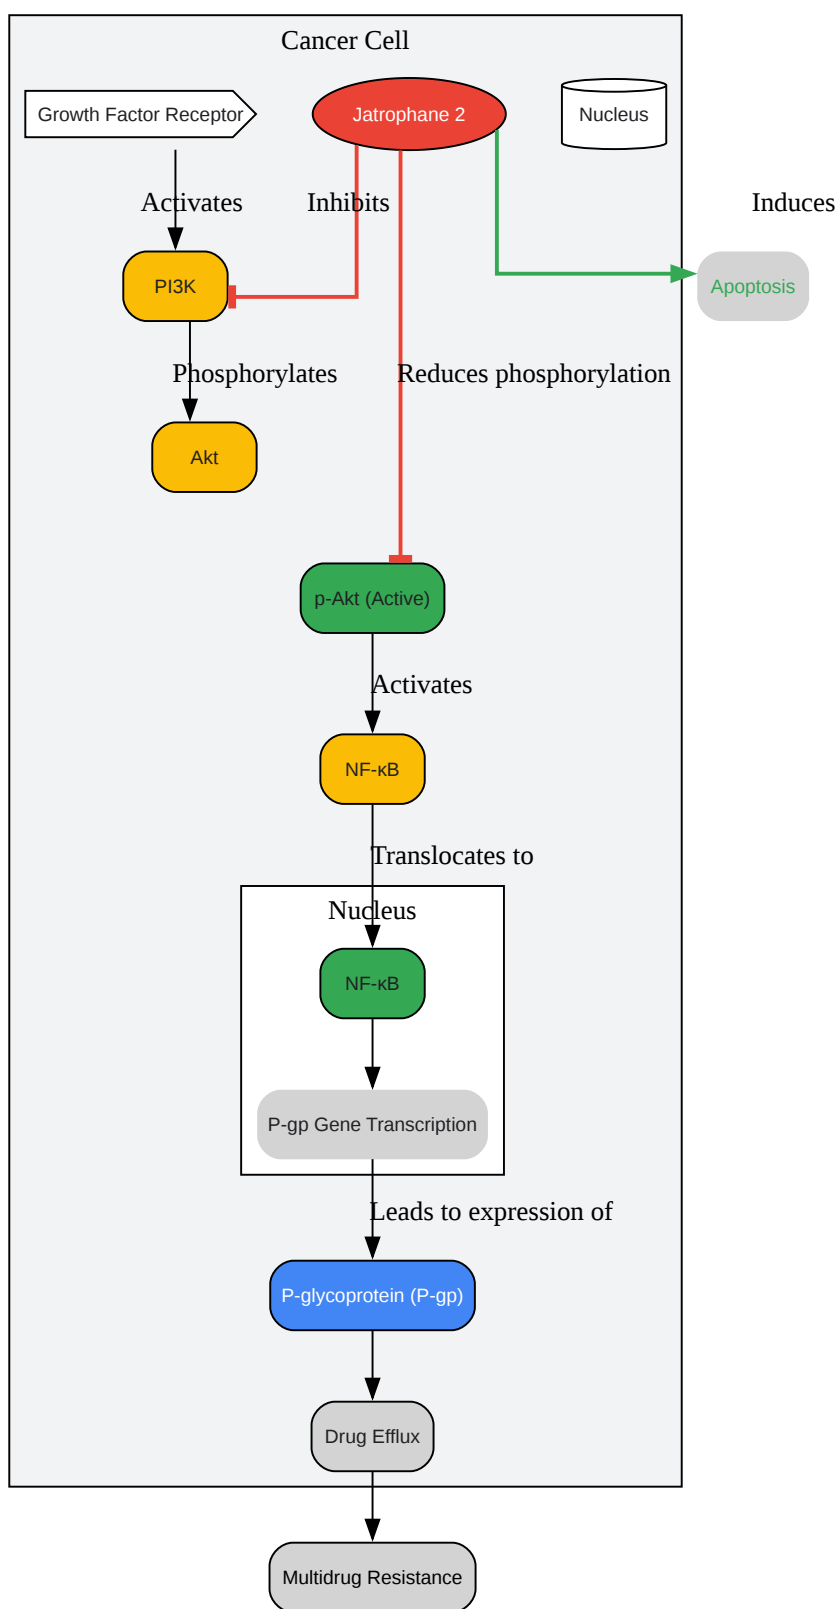 Cancer Cell
Growth Factor Receptor
Jatrophane 2
Nucleus
Activates
Inhibits
Induces
PI3K
Apoptosis
Phosphorylates
Reduces phosphorylation
Akt
p-Akt (Active)
Activates
NF-κB
Translocates to
Nucleus
NF-κB
P-gp Gene Transcription
Leads to expression of
P-glycoprotein (P-gp)
Drug Efflux
Multidrug Resistance